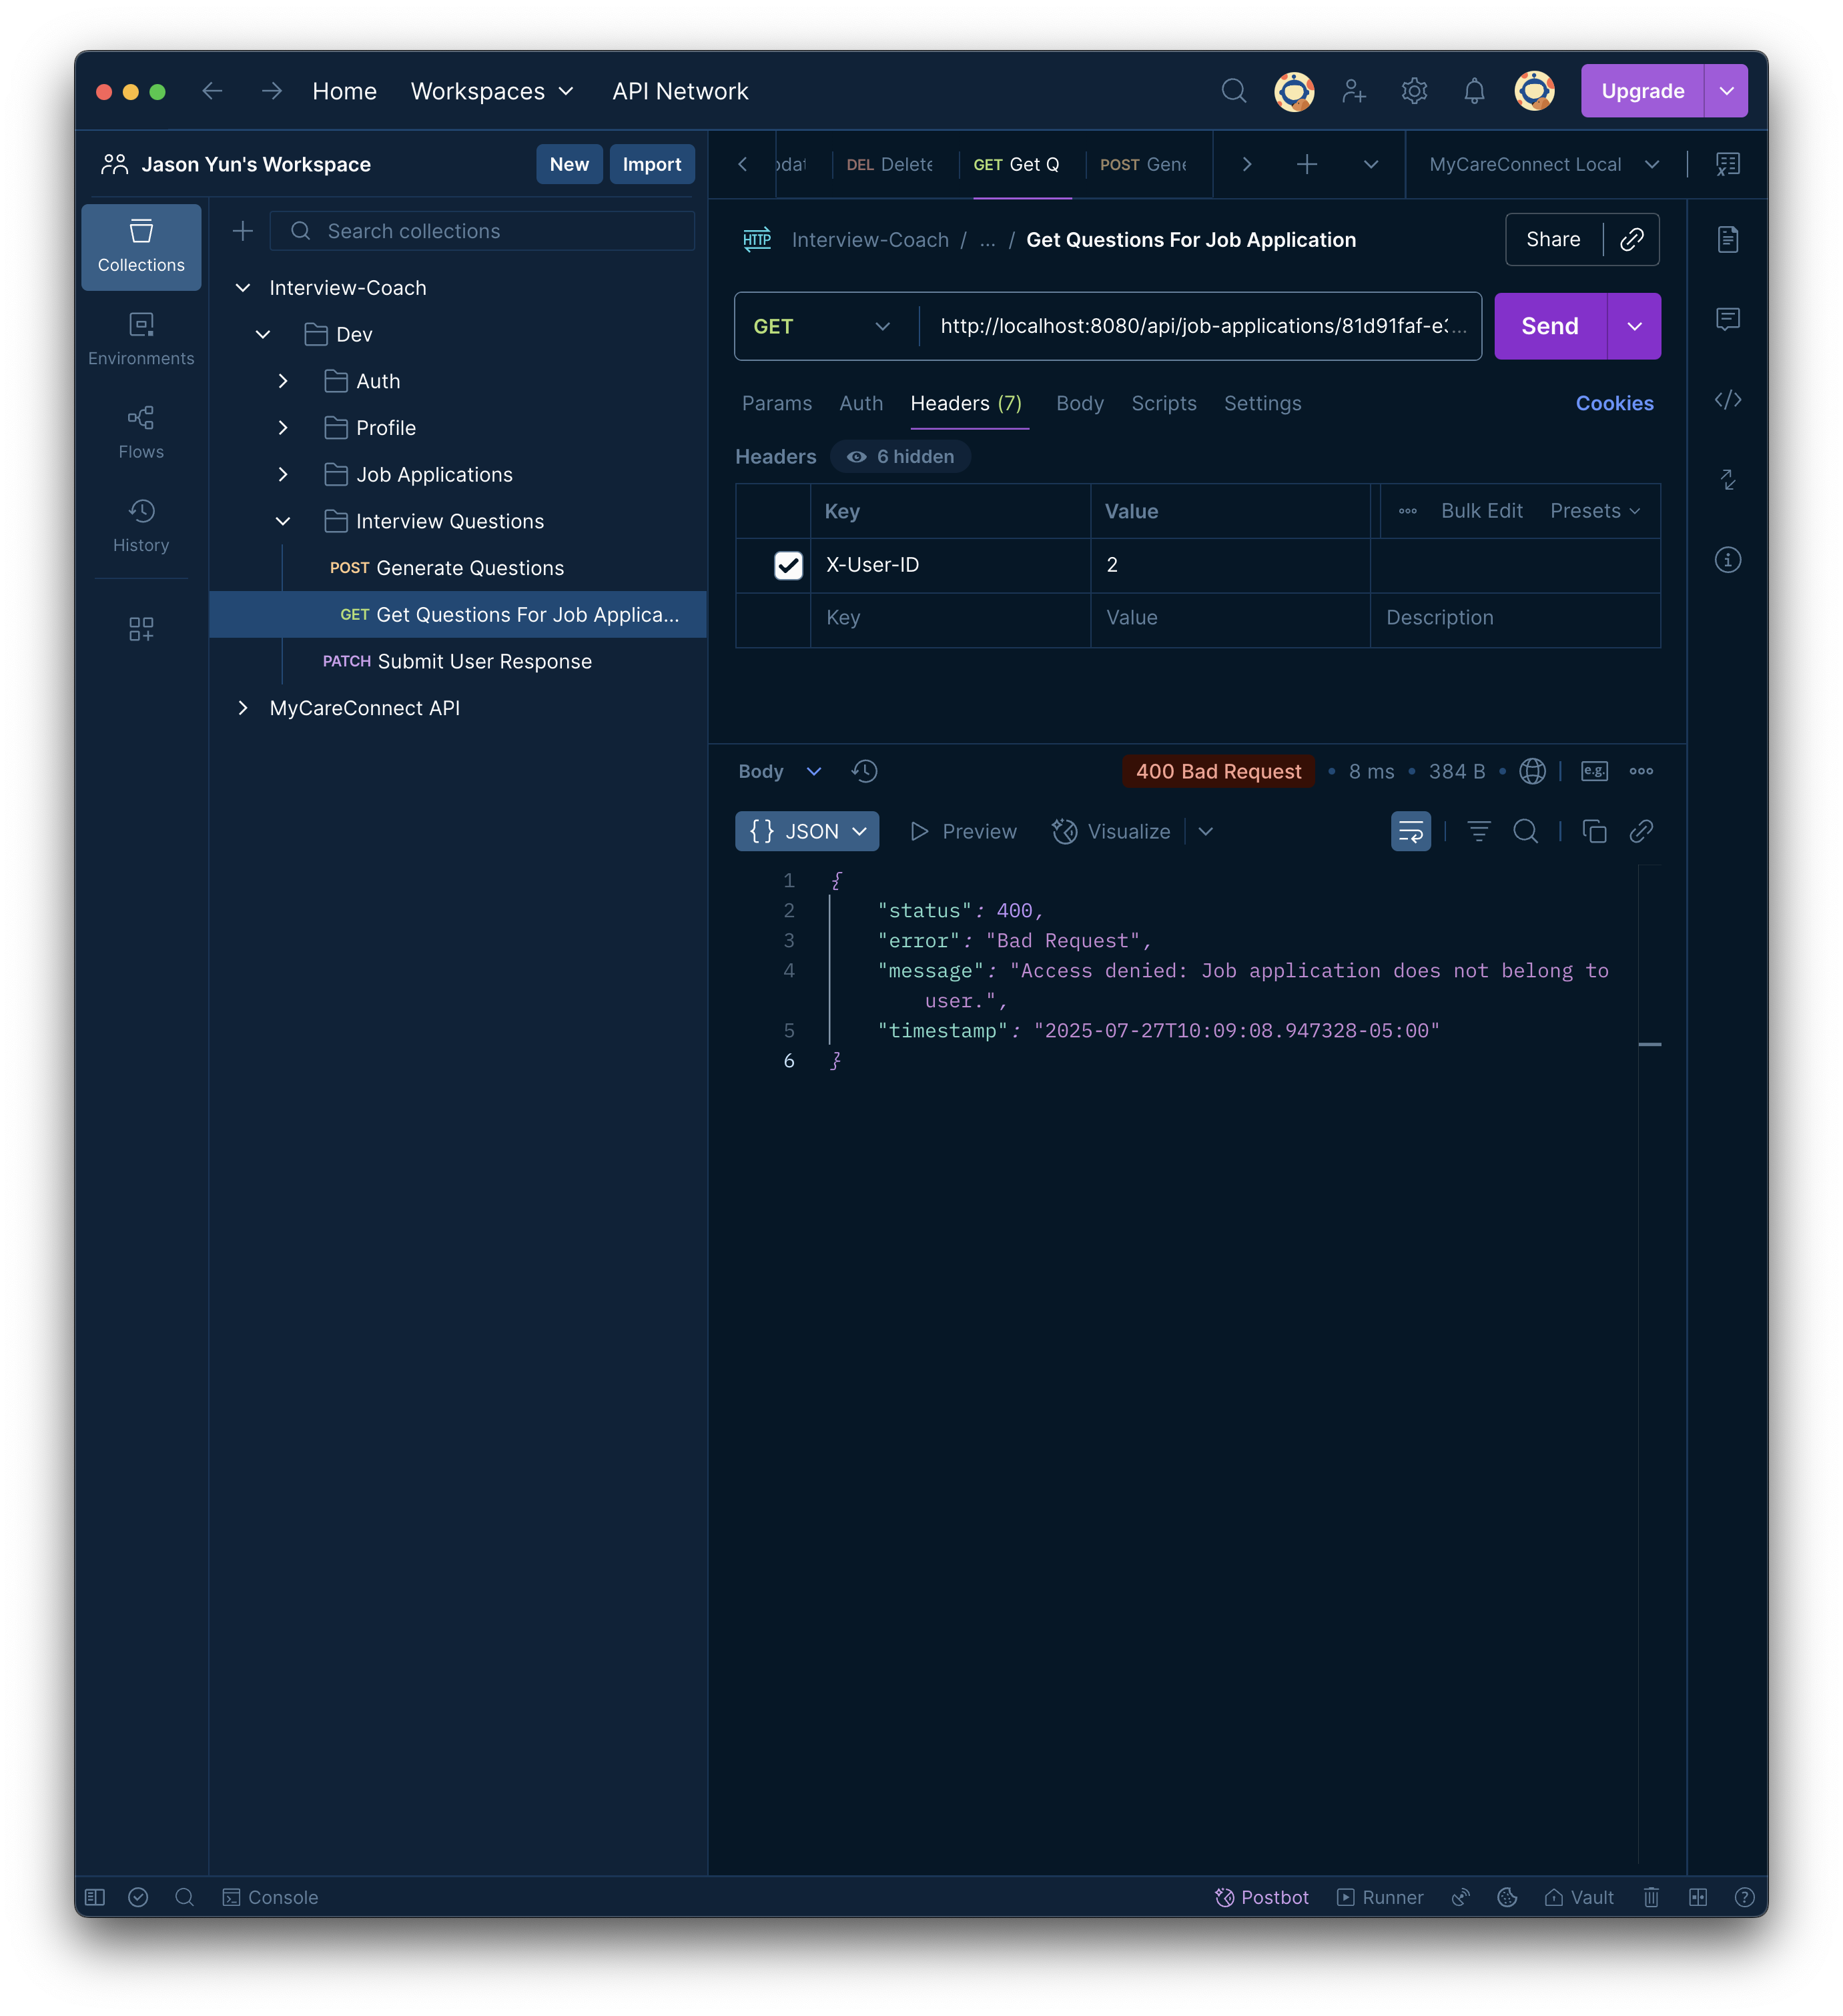 Home Workspaces API Network Upgrade
Jason Yun's Workspace New Import
DEL Delete GET Get Q POST Gene MyCareConnect Local
Collections
Environments
Flows
History
Search collections
Interview-Coach
Dev
Auth
Profile
Job Applications
Interview Questions
POST Generate Questions
GET Get Questions For Job Applica...
PATCH Submit User Response
MyCareConnect API
HTTP Interview-Coach / ... / Get Questions For Job Application Share
GET http://localhost:8080/api/job-applications/81d91faf-e3... Send
Params Auth Headers (7) Body Scripts Settings Cookies
Headers 6 hidden
Key Value Bulk Edit Presets
X-User-ID 2
Key Value Description
Body 400 Bad Request • 8 ms • 384 B • e.g.
{} JSON Preview Visualize
1 {
2 "status": 400,
3 "error": "Bad Request",
4 "message": "Access denied: Job application does not belong to
user.",
5 "timestamp": "2025-07-27T10:09:08.947328-05:00"
6 }
Console Postbot Runner Vault